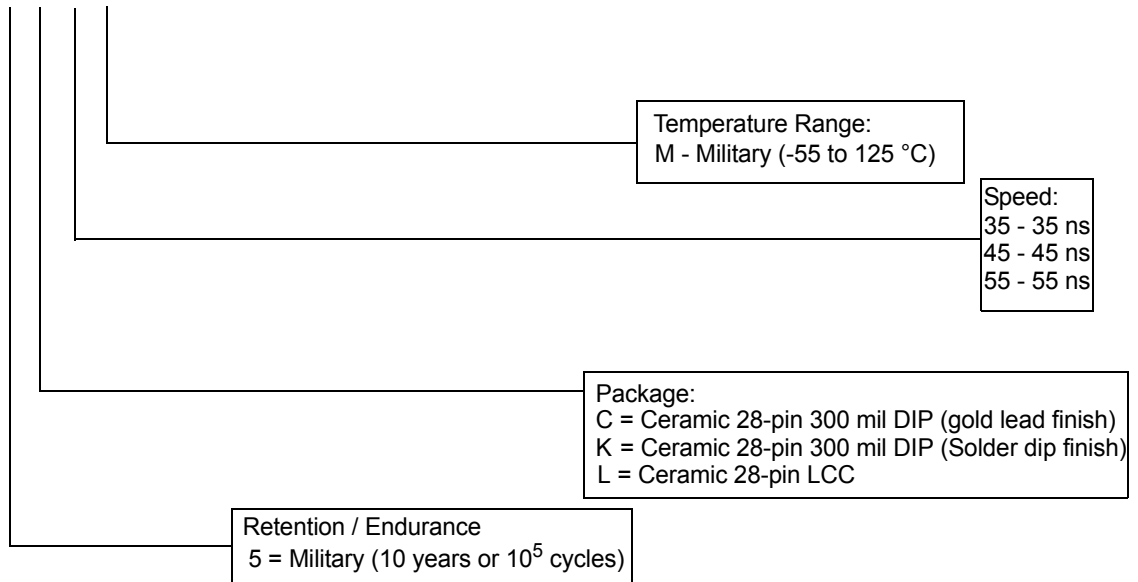 Temperature Range:
M - Military (-55 to 125 °C)
Speed:
35 - 35 ns
45 - 45 ns
55 - 55 ns
Package:
C = Ceramic 28-pin 300 mil DIP (gold lead finish)
K = Ceramic 28-pin 300 mil DIP (Solder dip finish)
L = Ceramic 28-pin LCC
Retention / Endurance
5 = Military (10 years or 10⁵ cycles)